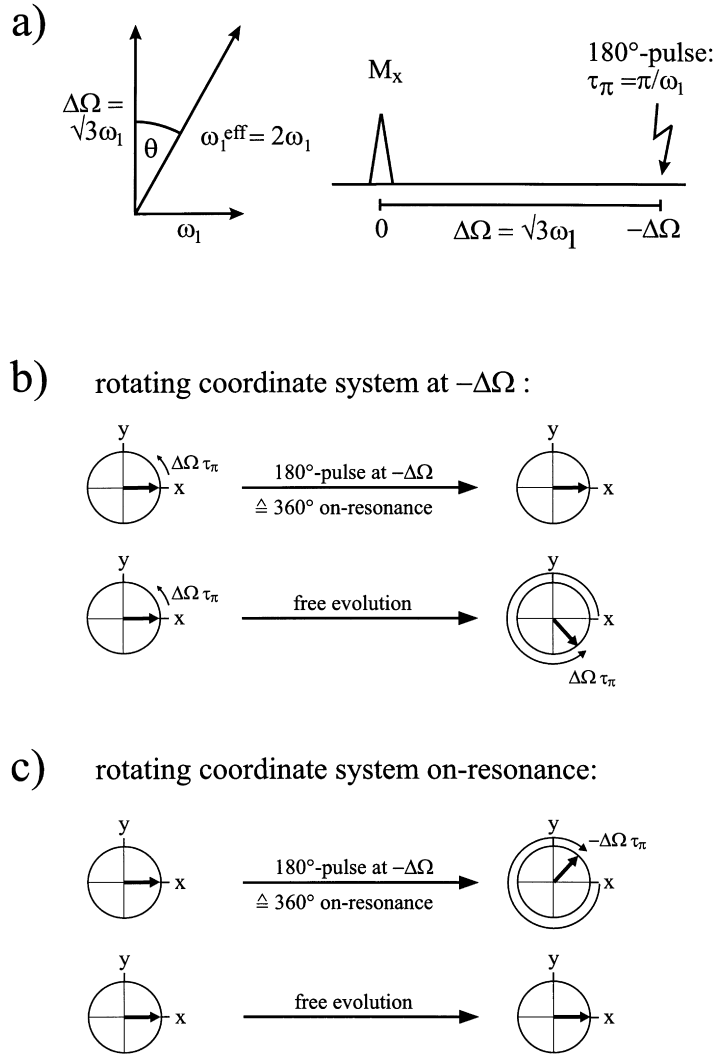 a)
ΔΩ =
√3ω₁
θ
ω₁ᵉᶠᶠ = 2ω₁
ω₁
Mₓ
180°-pulse:
τπ =π/ω₁
0
ΔΩ = √3ω₁
−ΔΩ
b)
rotating coordinate system at −ΔΩ :
y
x
ΔΩ τπ
180°-pulse at −ΔΩ
≙ 360° on-resonance
y
x
y
x
ΔΩ τπ
free evolution
y
x
ΔΩ τπ
c)
rotating coordinate system on-resonance:
y
x
180°-pulse at −ΔΩ
≙ 360° on-resonance
y
x
−ΔΩ τπ
y
x
free evolution
y
x